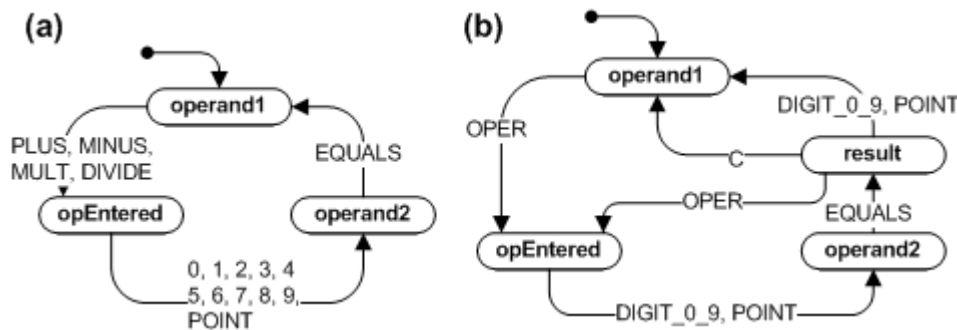 (a)
operand1
PLUS, MINUS,
MULT, DIVIDE
EQUALS
opEntered
operand2
0, 1, 2, 3, 4
5, 6, 7, 8, 9,
POINT
(b)
operand1
DIGIT_0_9, POINT
OPER
C
result
OPER
EQUALS
opEntered
operand2
DIGIT_0_9, POINT